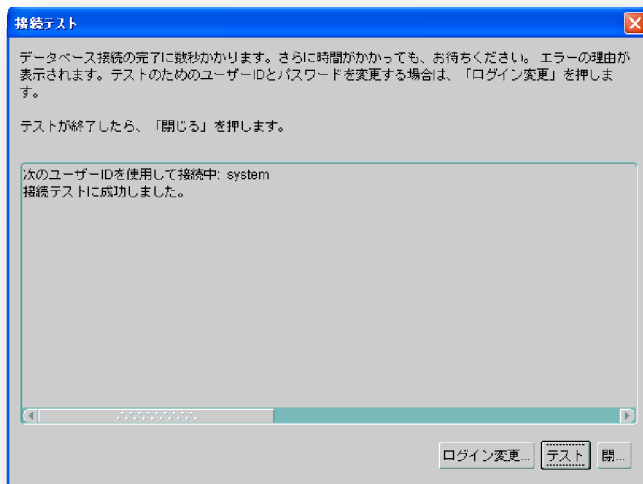 接続テスト
データベース接続の完了に数秒かかります。さらに時間がかかっても、お待ちください。 エラーの理由が
表示されます。テストのためのユーザーIDとパスワードを変更する場合は、「ログイン変更」を押しま
す。
テストが終了したら、「閉じる」を押します。
次のユーザーIDを使用して接続中: system
接続テストに成功しました。
ログイン変更... テスト 閉...